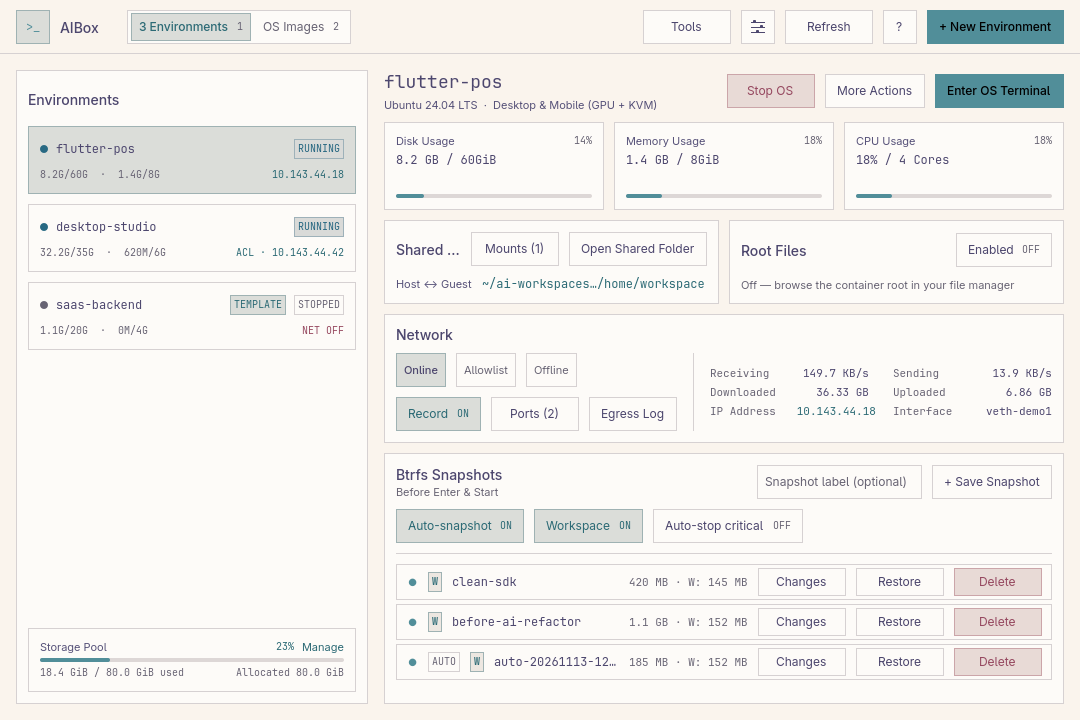 >_ AIBox 3 Environments 1 OS Images 2 Tools Refresh ? + New Environment
Environments
flutter-pos RUNNING
8.2G/60G · 1.4G/8G 10.143.44.18
desktop-studio RUNNING
32.2G/35G · 620M/6G ACL · 10.143.44.42
saas-backend TEMPLATE STOPPED
1.1G/20G · 0M/4G NET OFF
Storage Pool 23% Manage
18.4 GiB / 80.0 GiB used Allocated 80.0 GiB
flutter-pos
Ubuntu 24.04 LTS · Desktop & Mobile (GPU + KVM)
Stop OS More Actions Enter OS Terminal
Disk Usage 14%
8.2 GB / 60GiB
Memory Usage 18%
1.4 GB / 8GiB
CPU Usage 18%
18% / 4 Cores
Shared ... Mounts (1) Open Shared Folder
Host <-> Guest ~/ai-workspaces…/home/workspace
Root Files Enabled OFF
Off — browse the container root in your file manager
Network
Online Allowlist Offline
Record ON Ports (2) Egress Log
Receiving 149.7 KB/s Sending 13.9 KB/s
Downloaded 36.33 GB Uploaded 6.86 GB
IP Address 10.143.44.18 Interface veth-demo1
Btrfs Snapshots
Before Enter & Start
Snapshot label (optional) + Save Snapshot
Auto-snapshot ON Workspace ON Auto-stop critical OFF
W clean-sdk 420 MB · W: 145 MB Changes Restore Delete
W before-ai-refactor 1.1 GB · W: 152 MB Changes Restore Delete
AUTO W auto-20261113-12… 185 MB · W: 152 MB Changes Restore Delete